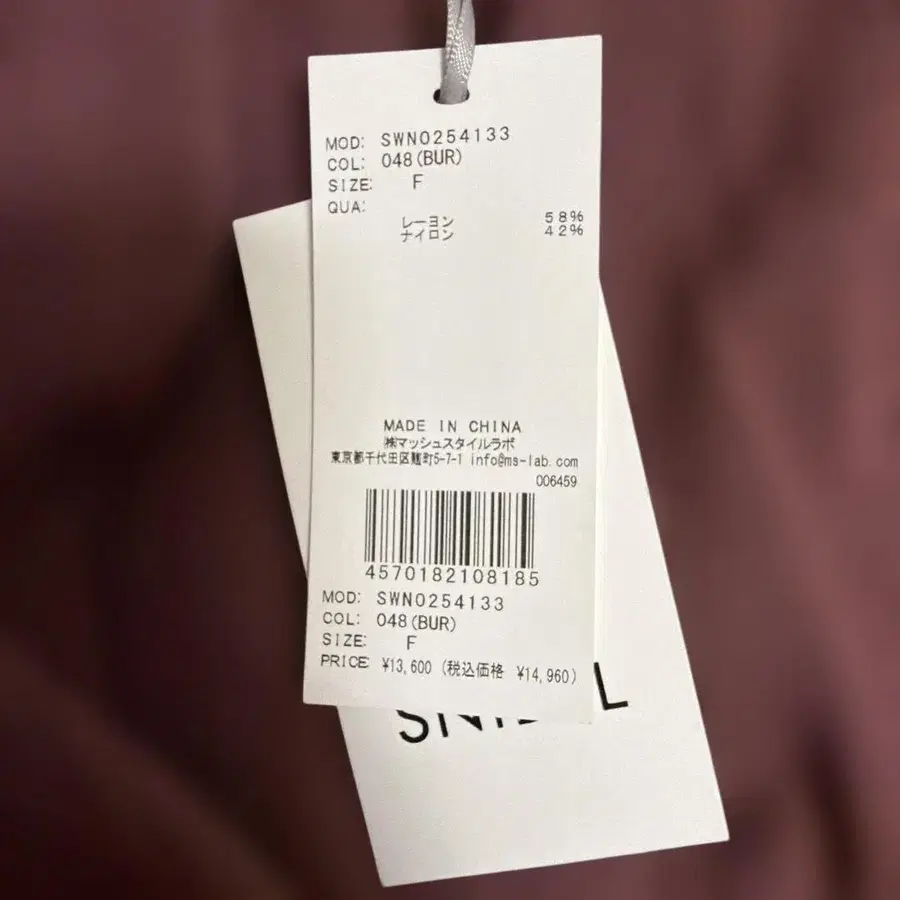 MOD: SWNO254133
COL: 048(BUR)
SIZE: F
QUA:
レーヨン 58%
ナイロン 42%
MADE IN CHINA
㈱マッシュスタイルラボ
東京都千代田区麹町5-7-1 info@ms-lab.com
006459
4570182108185
MOD: SWNO254133
COL: 048(BUR)
SIZE: F
PRICE: ¥13,600 (税込価格 ¥14,960)